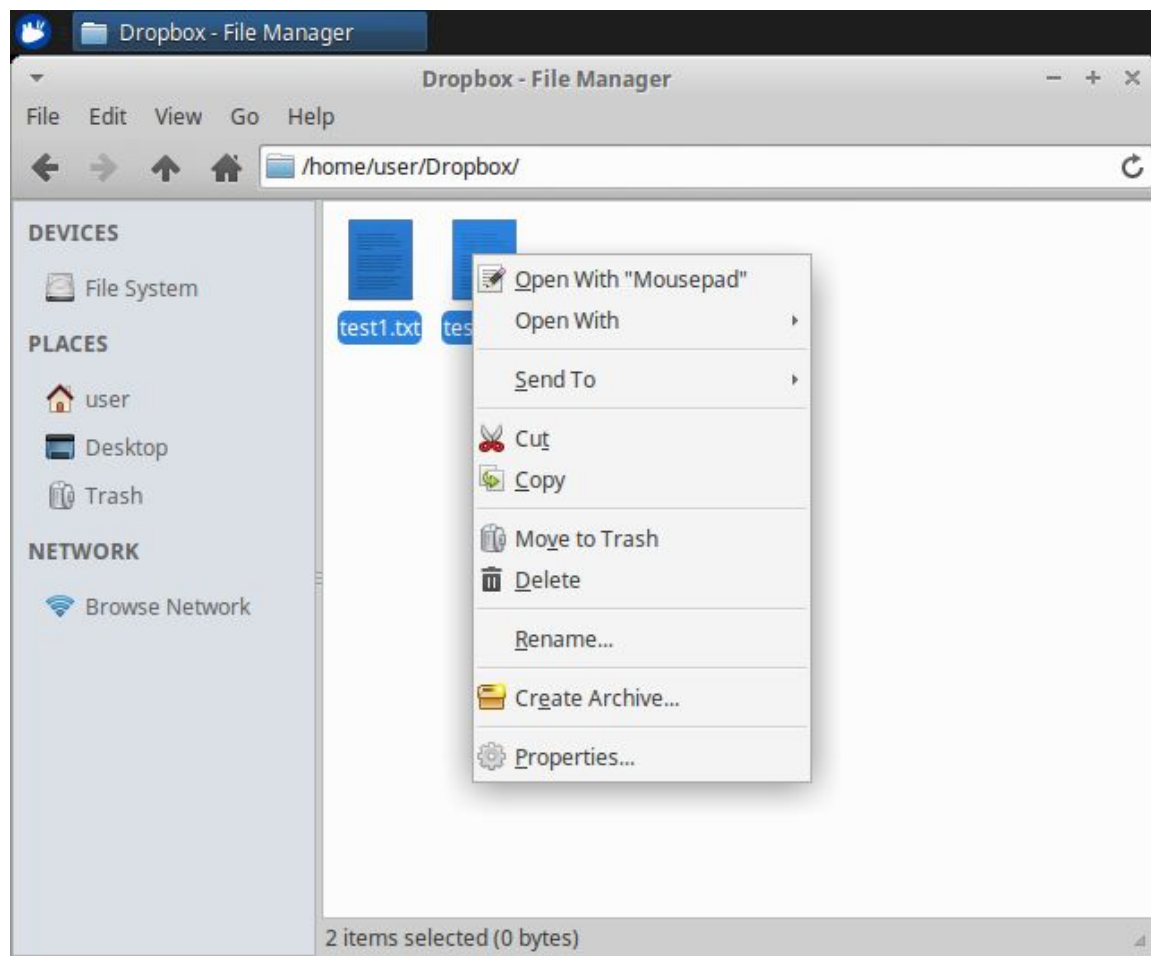 Dropbox - File Manager
Dropbox - File Manager
File Edit View Go Help
/home/user/Dropbox/
DEVICES
File System
PLACES
user
Desktop
Trash
NETWORK
Browse Network
test1.txt
Open With "Mousepad"
Open With
Send To
Cut
Copy
Move to Trash
Delete
Rename...
Create Archive...
Properties...
2 items selected (0 bytes)